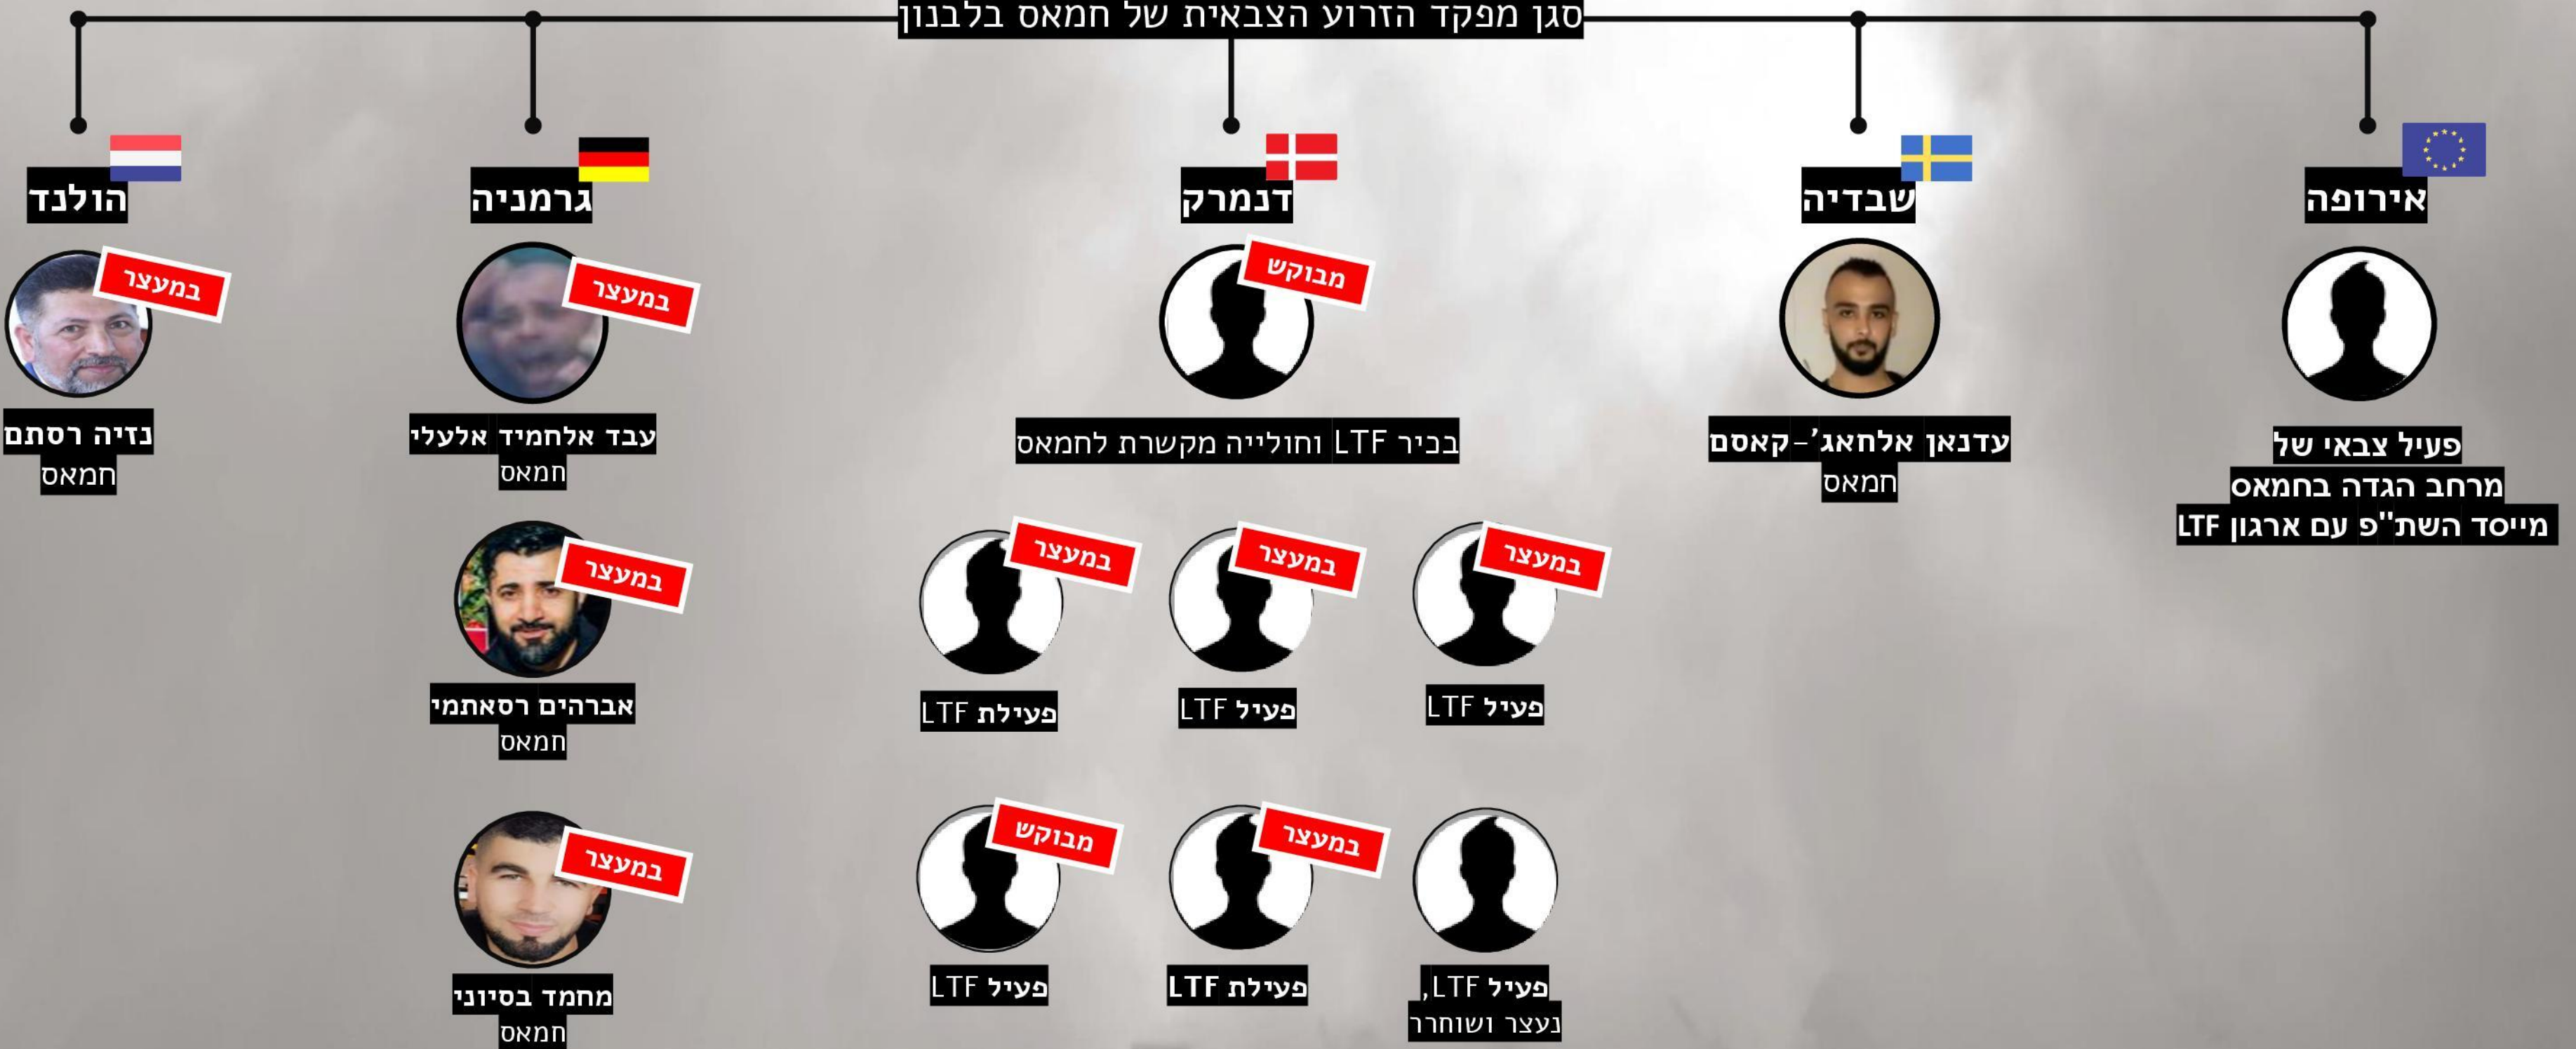 סגן מפקד הזרוע הצבאית של חמאס בלבנון
אירופה
פעיל צבאי של
מרחב הגדה בחמאס
מייסד השת"פ עם ארגון LTF
שבדיה
עדנאן אלחאג'-קאסם
חמאס
דנמרק
מבוקש
בכיר LTF וחולייה מקשרת לחמאס
במעצר
פעיל LTF
במעצר
פעיל LTF
במעצר
פעילת LTF
פעיל LTF,
נעצר ושוחרר
במעצר
פעילת LTF
מבוקש
פעיל LTF
גרמניה
במעצר
עבד אלחמיד אלעלי
חמאס
במעצר
אברהים רסאתמי
חמאס
במעצר
מחמד בסיוני
חמאס
הולנד
במעצר
נזיה רסתם
חמאס